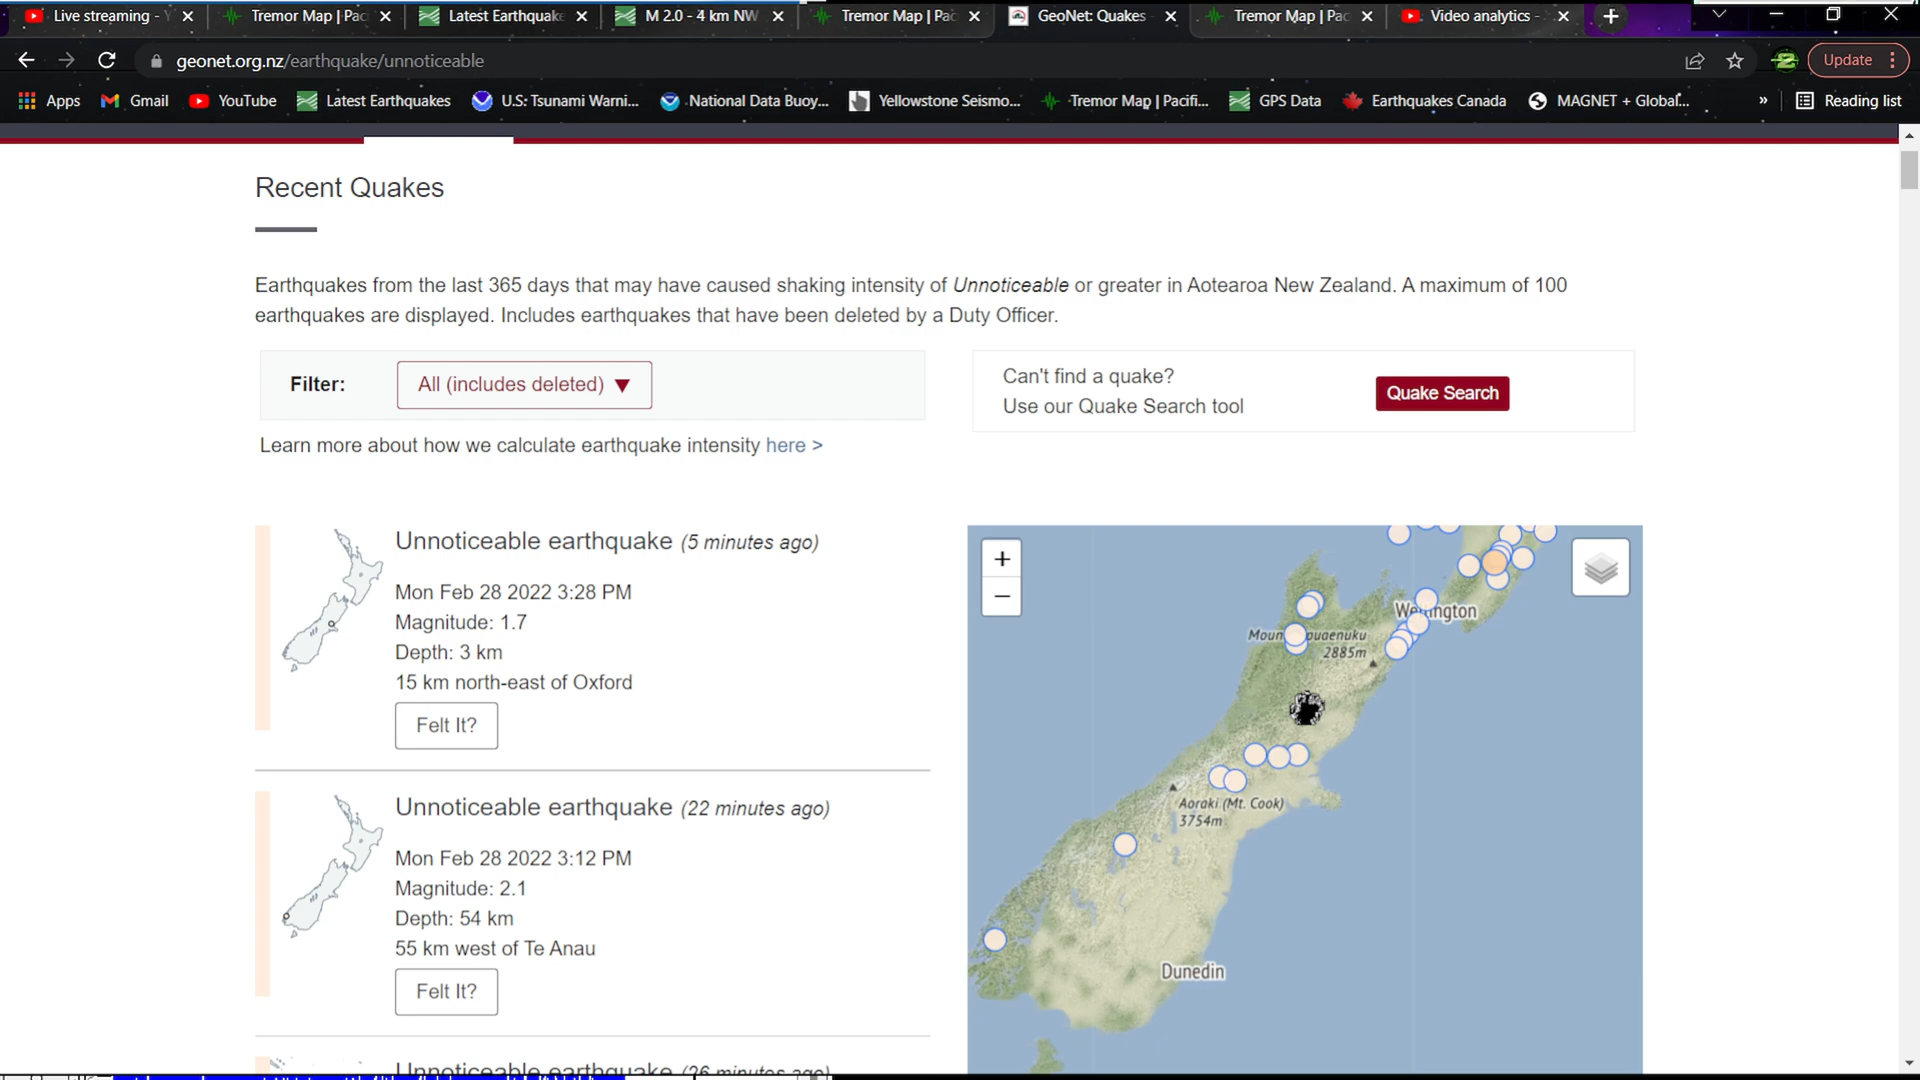 Live streaming - Y
Tremor Map | Pac
Latest Earthquake
M 2.0 - 4 km NW
Tremor Map | Pac
GeoNet: Quakes
Tremor Map | Pac
Video analytics -
geonet.org.nz/earthquake/unnoticeable
Update
Apps
Gmail
YouTube
Latest Earthquakes
U.S. Tsunami Warni...
National Data Buoy...
Yellowstone Seismo...
Tremor Map | Pacifi...
GPS Data
Earthquakes Canada
MAGNET + Global...
»
Reading list
Recent Quakes
Earthquakes from the last 365 days that may have caused shaking intensity of Unnoticeable or greater in Aotearoa New Zealand. A maximum of 100
earthquakes are displayed. Includes earthquakes that have been deleted by a Duty Officer.
Filter:
All (includes deleted) ▼
Can't find a quake?
Use our Quake Search tool
Quake Search
Learn more about how we calculate earthquake intensity here >
Unnoticeable earthquake (5 minutes ago)
Mon Feb 28 2022 3:28 PM
Magnitude: 1.7
Depth: 3 km
15 km north-east of Oxford
Felt It?
Unnoticeable earthquake (22 minutes ago)
Mon Feb 28 2022 3:12 PM
Magnitude: 2.1
Depth: 54 km
55 km west of Te Anau
Felt It?
Unnoticeable earthquake (26 minutes ago)
+
−
2885m
Aoraki (Mt. Cook)
3754m
Dunedin